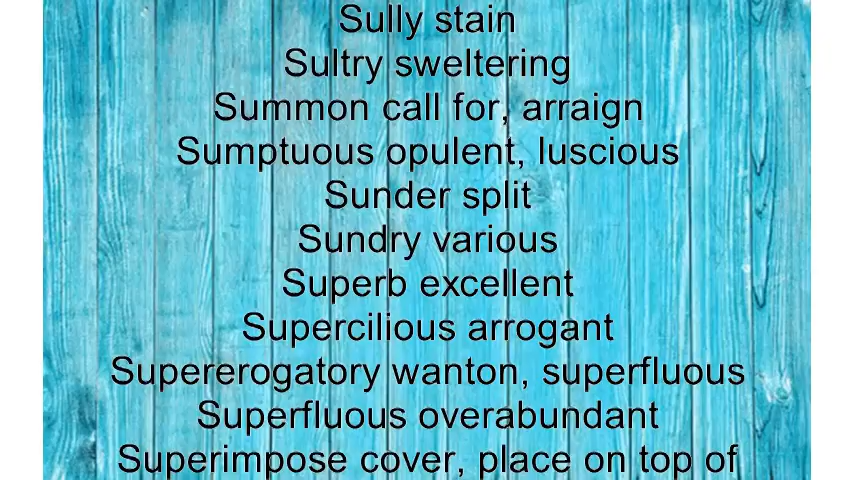 Sully stain
Sultry sweltering
Summon call for, arraign
Sumptuous opulent, luscious
Sunder split
Sundry various
Superb excellent
Supercilious arrogant
Supererogatory wanton, superfluous
Superfluous overabundant
Superimpose cover, place on top of